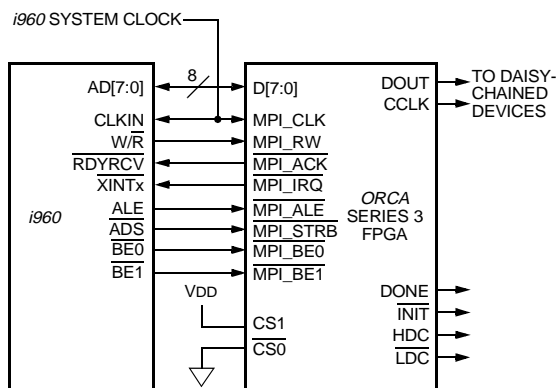 i960 SYSTEM CLOCK
i960
AD[7:0]
CLKIN
W/R
RDYRCV
XINTx
ALE
ADS
BE0
BE1
8
VDD
D[7:0]
MPI_CLK
MPI_RW
MPI_ACK
MPI_IRQ
MPI_ALE
MPI_STRB
MPI_BE0
MPI_BE1
CS1
CS0
ORCA
SERIES 3
FPGA
DOUT
CCLK
DONE
INIT
HDC
LDC
TO DAISY-
CHAINED
DEVICES